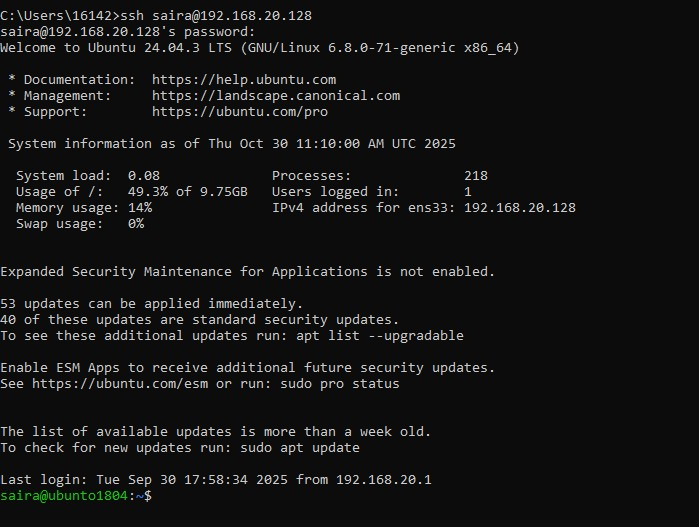 C:\Users\16142>ssh saira@192.168.20.128
saira@192.168.20.128's password:
Welcome to Ubuntu 24.04.3 LTS (GNU/Linux 6.8.0-71-generic x86_64)
* Documentation:  https://help.ubuntu.com
* Management:     https://landscape.canonical.com
* Support:        https://ubuntu.com/pro
System information as of Thu Oct 30 11:10:00 AM UTC 2025
System load:  0.08              Processes:              218
Usage of /:   49.3% of 9.75GB   Users logged in:        1
Memory usage: 14%               IPv4 address for ens33: 192.168.20.128
Swap usage:   0%
Expanded Security Maintenance for Applications is not enabled.
53 updates can be applied immediately.
40 of these updates are standard security updates.
To see these additional updates run: apt list --upgradable
Enable ESM Apps to receive additional future security updates.
See https://ubuntu.com/esm or run: sudo pro status
The list of available updates is more than a week old.
To check for new updates run: sudo apt update
Last login: Tue Sep 30 17:58:34 2025 from 192.168.20.1
saira@ubunto1804:~$